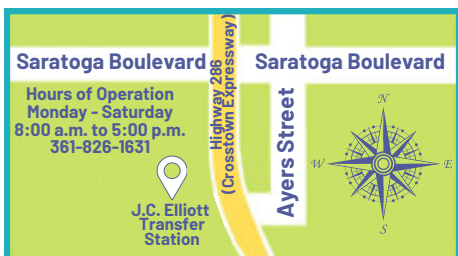 Saratoga Boulevard
Saratoga Boulevard
Hours of Operation
Monday - Saturday
8:00 a.m. to 5:00 p.m.
361-826-1631
Highway 286
(Crosstown Expressway)
Ayers Street
J.C. Elliott
Transfer
Station
N
W
E
S